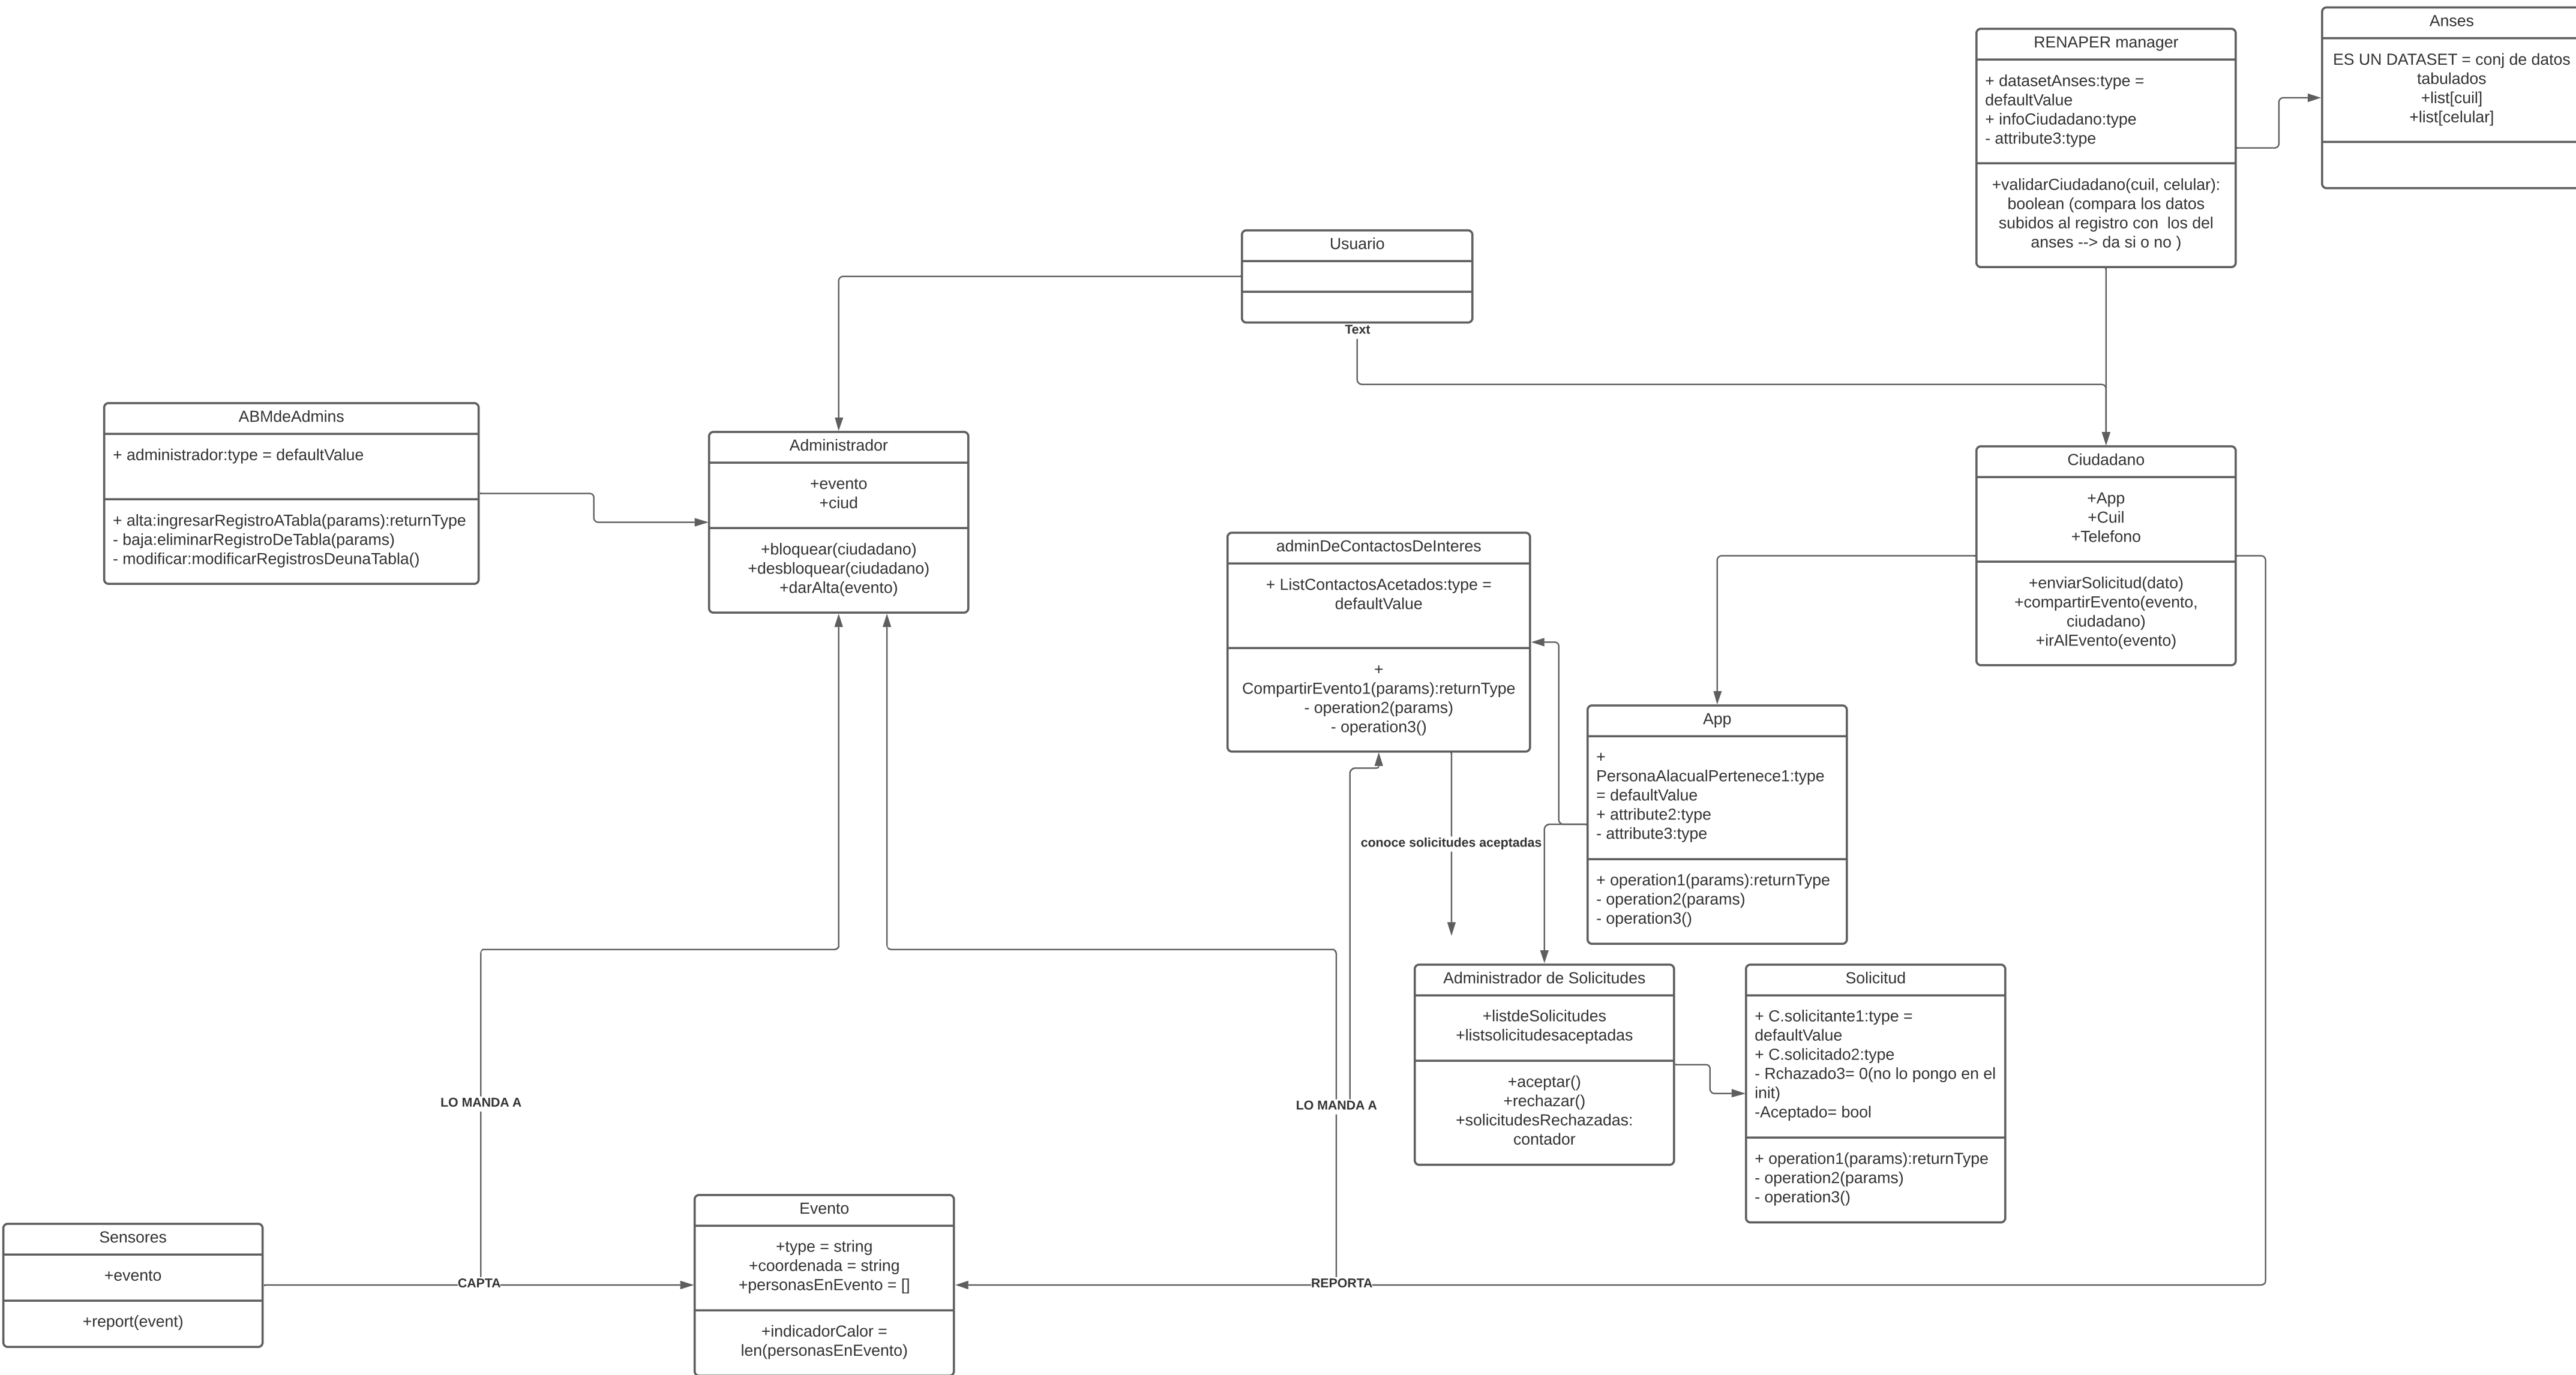 Anses
ES UN DATASET = conj de datos
tabulados
+list[cuil]
+list[celular]
RENAPER manager
+ datasetAnses:type =
defaultValue
+ infoCiudadano:type
- attribute3:type
+validarCiudadano(cuil, celular):
boolean (compara los datos
subidos al registro con  los del
anses --> da si o no )
Usuario
Text
ABMdeAdmins
+ administrador:type = defaultValue
+ alta:ingresarRegistroATabla(params):returnType
- baja:eliminarRegistroDeTabla(params)
- modificar:modificarRegistrosDeunaTabla()
Administrador
+evento
+ciud
+bloquear(ciudadano)
+desbloquear(ciudadano)
+darAlta(evento)
Ciudadano
+App
+Cuil
+Telefono
+enviarSolicitud(dato)
+compartirEvento(evento,
ciudadano)
+irAlEvento(evento)
adminDeContactosDeInteres
+ ListContactosAcetados:type =
defaultValue
+
CompartirEvento1(params):returnType
- operation2(params)
- operation3()
App
+
PersonaAlacualPertenece1:type
= defaultValue
+ attribute2:type
- attribute3:type
+ operation1(params):returnType
- operation2(params)
- operation3()
conoce solicitudes aceptadas
Administrador de Solicitudes
+listdeSolicitudes
+listsolicitudesaceptadas
+aceptar()
+rechazar()
+solicitudesRechazadas:
contador
Solicitud
+ C.solicitante1:type =
defaultValue
+ C.solicitado2:type
- Rchazado3= 0(no lo pongo en el
init)
-Aceptado= bool
+ operation1(params):returnType
- operation2(params)
- operation3()
LO MANDA A
LO MANDA A
Sensores
+evento
+report(event)
CAPTA
Evento
+type = string
+coordenada = string
+personasEnEvento = []
+indicadorCalor =
len(personasEnEvento)
REPORTA